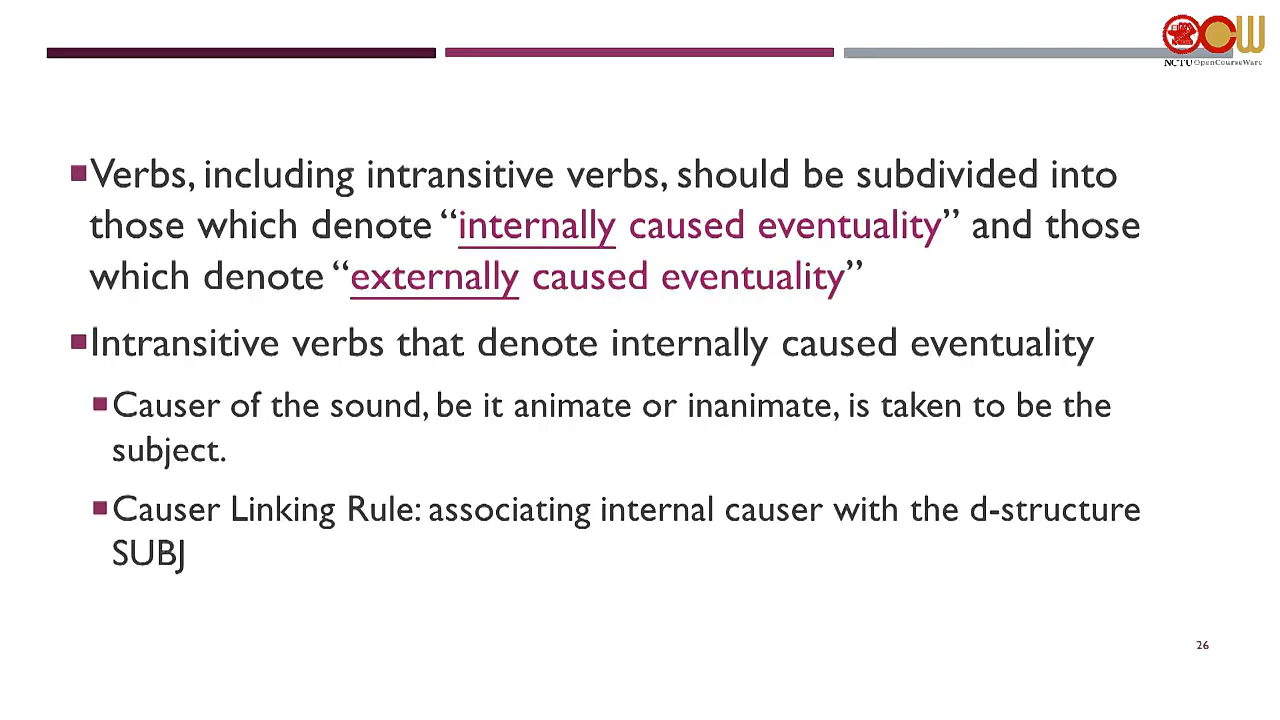 OCW
NCTU OpenCourseWare
Verbs, including intransitive verbs, should be subdivided into
those which denote “internally caused eventuality” and those
which denote “externally caused eventuality”
Intransitive verbs that denote internally caused eventuality
Causer of the sound, be it animate or inanimate, is taken to be the
subject.
Causer Linking Rule: associating internal causer with the d-structure
SUBJ
26